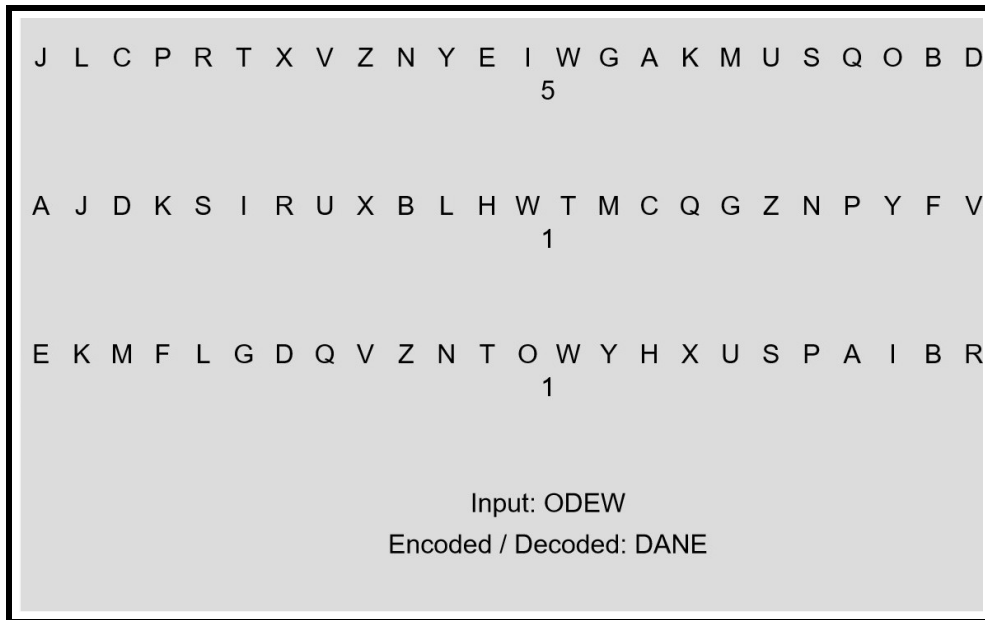 J L C P R T X V Z N Y E I W G A K M U S Q O B D
5
A J D K S I R U X B L H W T M C Q G Z N P Y F V
1
E K M F L G D Q V Z N T O W Y H X U S P A I B R
1
Input: ODEW
Encoded / Decoded: DANE